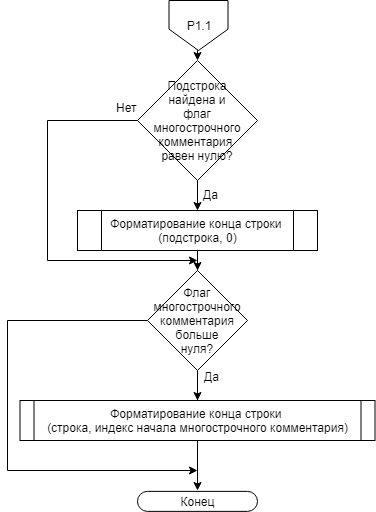 P1.1
Подстрока
найдена и
флаг
многострочного
комментария
равен нулю?
Нет
Да
Форматирование конца строки
(подстрока, 0)
Флаг
многострочного
комментария
больше
нуля?
Да
Форматирование конца строки
(строка, индекс начала многострочного комментария)
Конец